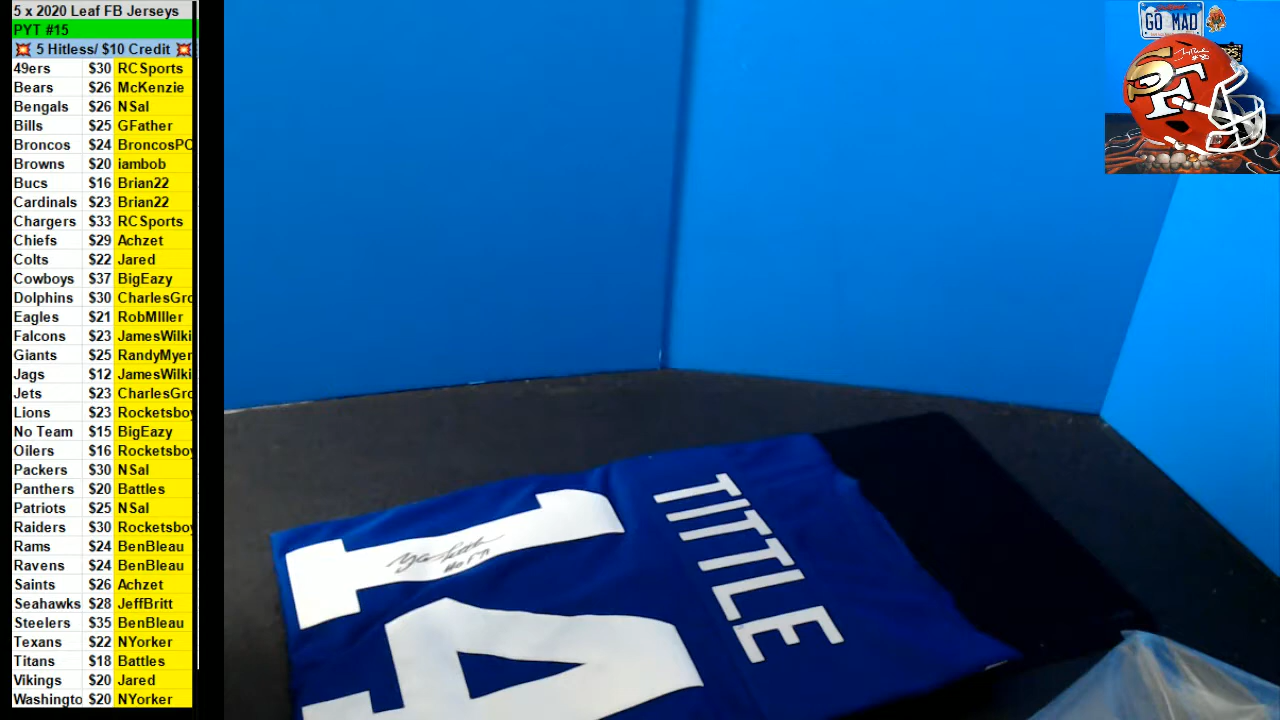 5 x 2020 Leaf FB Jerseys
PYT #15
💥 5 Hitless/ $10 Credit 💥
49ers $30 RCSports
Bears $26 McKenzie
Bengals $26 NSal
Bills $25 GFather
Broncos $24 BroncosPC
Browns $20 iambob
Bucs $16 Brian22
Cardinals $23 Brian22
Chargers $33 RCSports
Chiefs $29 Achzet
Colts $22 Jared
Cowboys $37 BigEazy
Dolphins $30 CharlesGro
Eagles $21 RobMIller
Falcons $23 JamesWilki
Giants $25 RandyMyer
Jags $12 JamesWilki
Jets $23 CharlesGro
Lions $23 Rocketsboy
No Team $15 BigEazy
Oilers $16 Rocketsboy
Packers $30 NSal
Panthers $20 Battles
Patriots $25 NSal
Raiders $30 Rocketsboy
Rams $24 BenBleau
Ravens $24 BenBleau
Saints $26 Achzet
Seahawks $28 JeffBritt
Steelers $35 BenBleau
Texans $22 NYorker
Titans $18 Battles
Vikings $20 Jared
Washingto $20 NYorker
GO MAD
SF
TITTLE
14